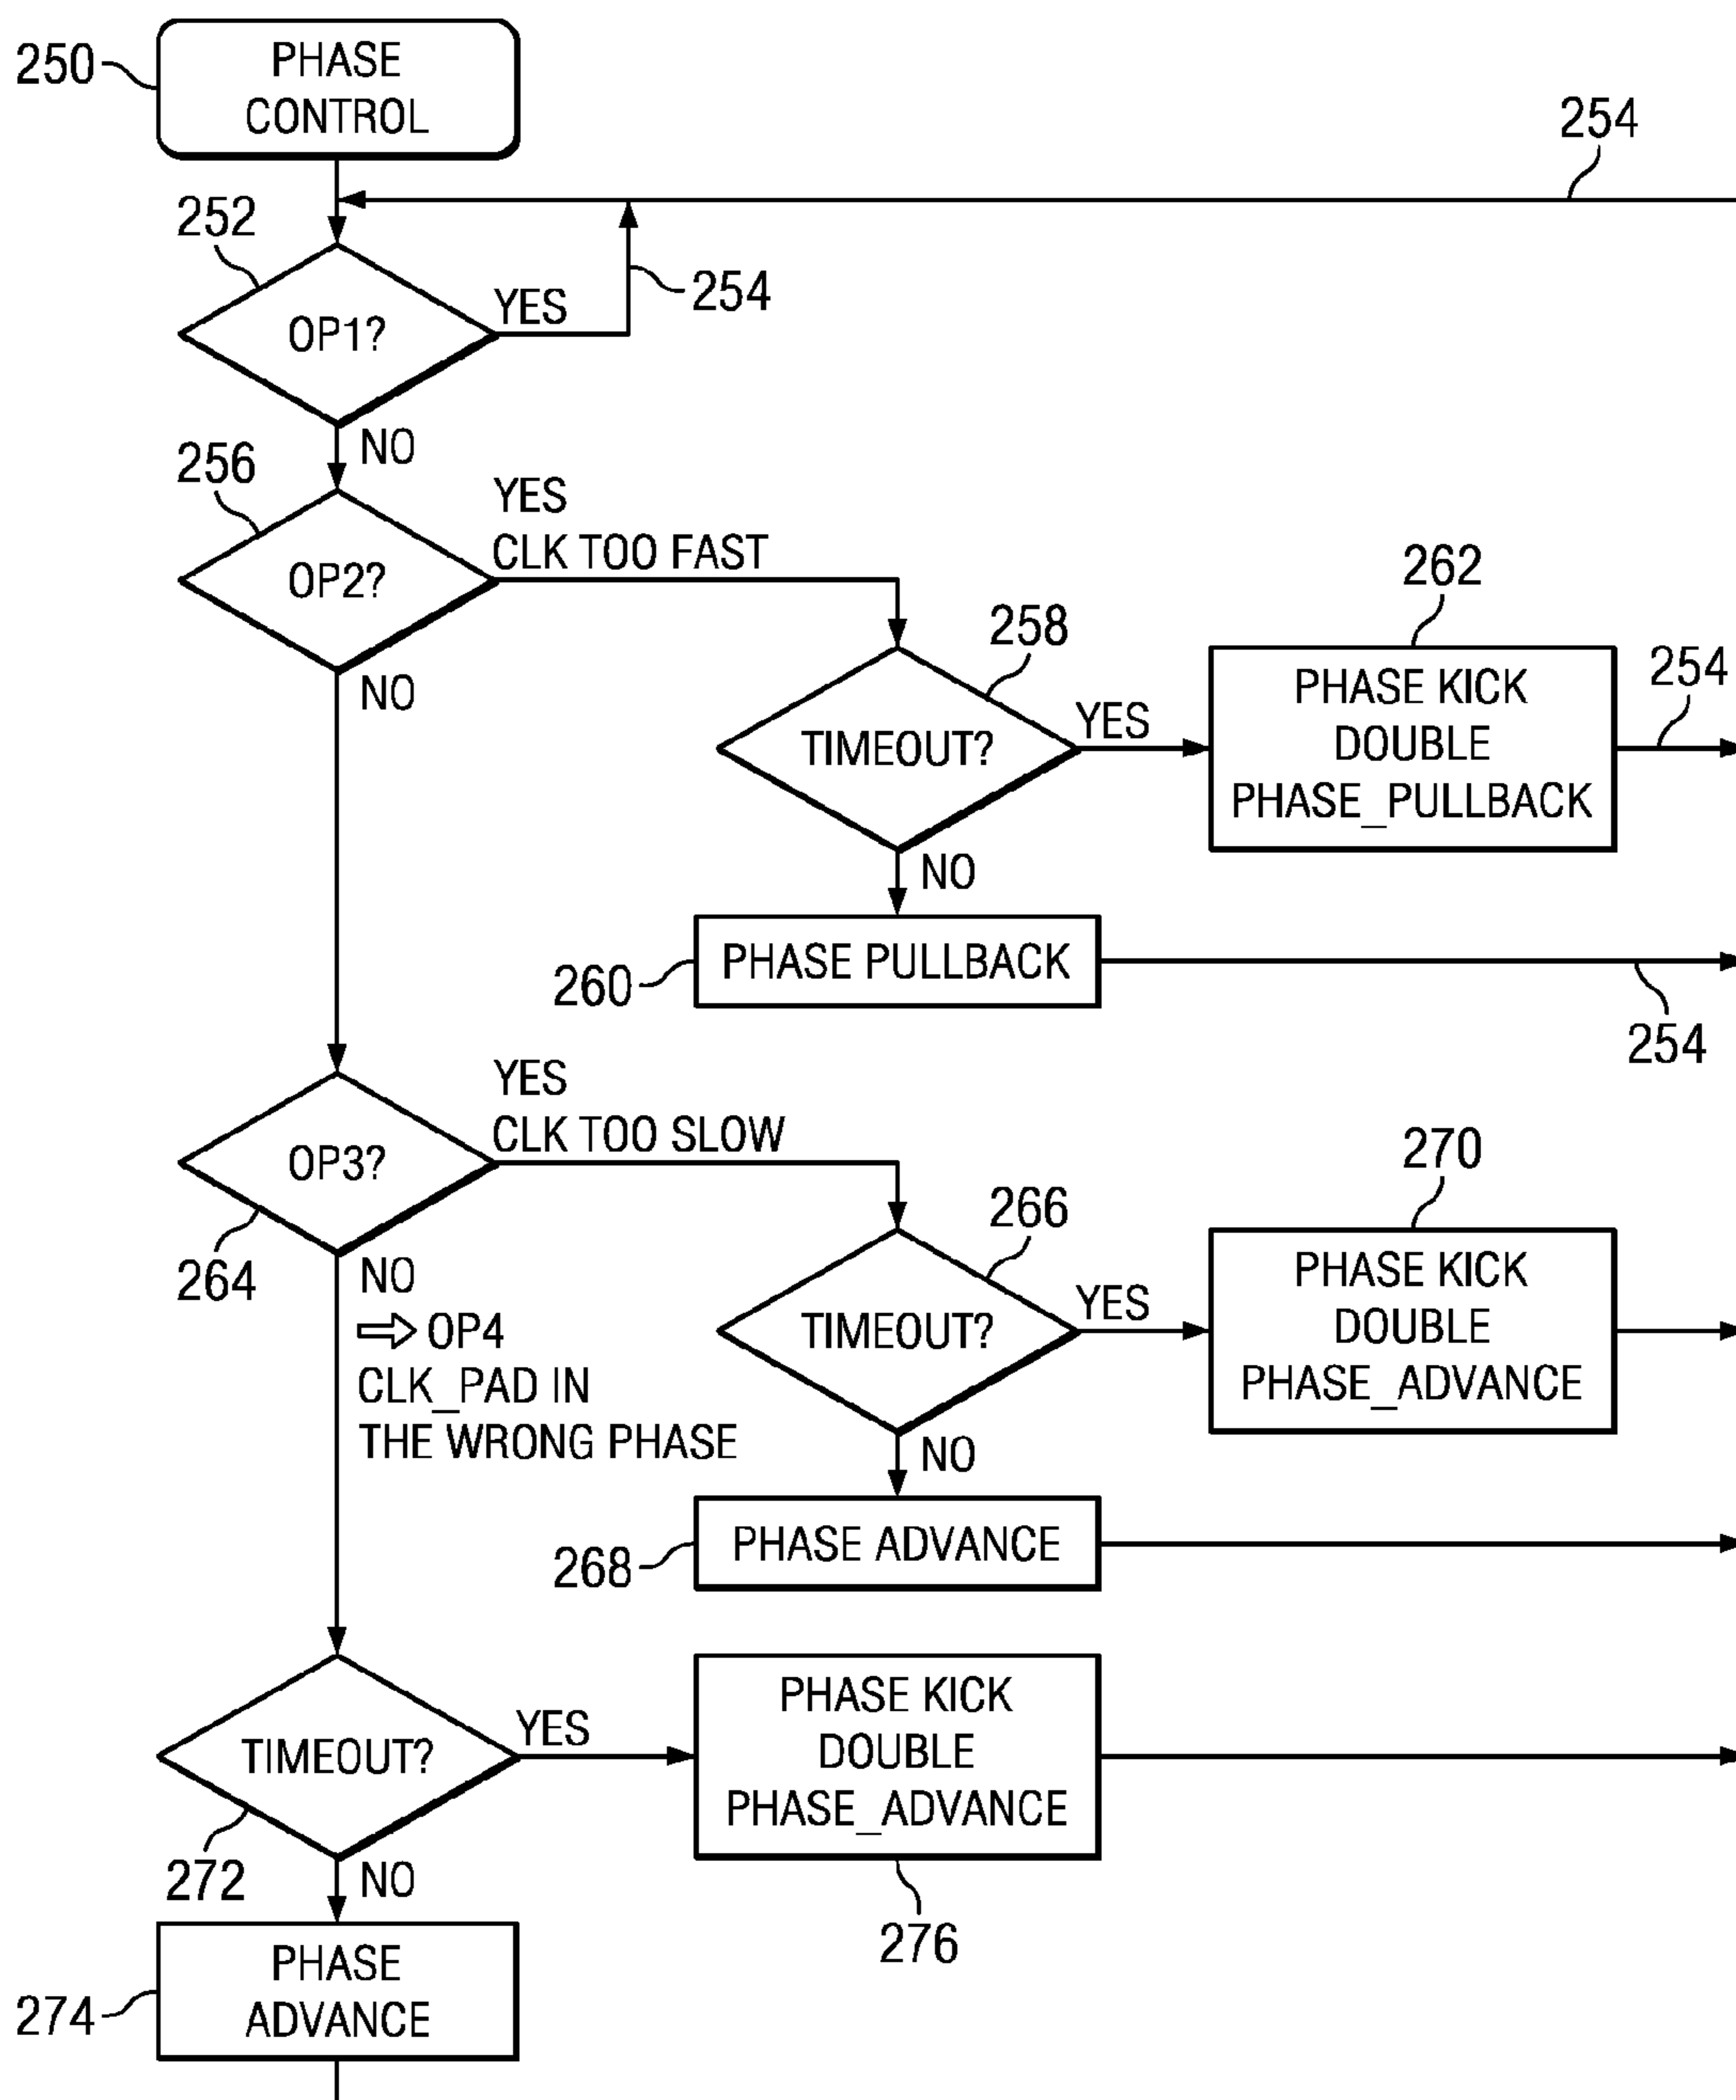 250
PHASE
CONTROL
254
252
OP1?
YES
254
NO
256
OP2?
YES
CLK TOO FAST
NO
258
TIMEOUT?
YES
262
PHASE KICK
DOUBLE
PHASE_PULLBACK
254
NO
260
PHASE PULLBACK
254
OP3?
YES
CLK TOO SLOW
264
NO
⇨ OP4
CLK_PAD IN
THE WRONG PHASE
266
TIMEOUT?
YES
270
PHASE KICK
DOUBLE
PHASE_ADVANCE
NO
268
PHASE ADVANCE
TIMEOUT?
YES
272
NO
PHASE KICK
DOUBLE
PHASE_ADVANCE
276
274
PHASE
ADVANCE